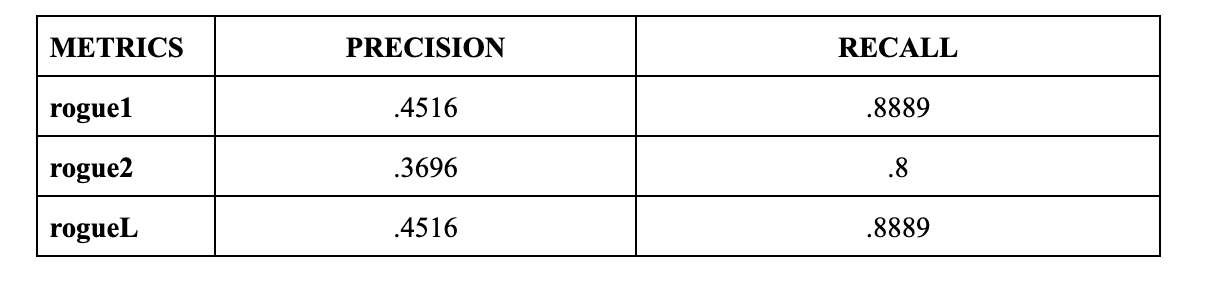 METRICS PRECISION RECALL
rogue1 .4516 .8889
rogue2 .3696 .8
rogueL .4516 .8889